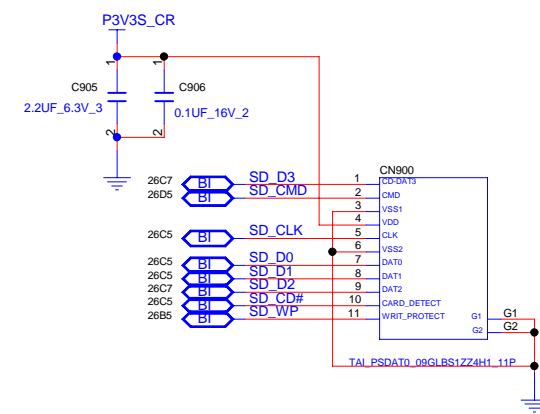 P3V3S_CR
1 1
C905 C906
2.2UF_6.3V_3 0.1UF_16V_2
2 2
CN900
26C7 BI SD_D3 1 CD-DAT3
26D5 BI SD_CMD 2 CMD
3 VSS1
4 VDD
26C5 BI SD_CLK 5 CLK
6 VSS2
26C5 BI SD_D0 7 DAT0
26C5 BI SD_D1 8 DAT1
26C7 BI SD_D2 9 DAT2
26C5 BI SD_CD# 10 CARD_DETECT
26B5 BI SD_WP 11 WRIT_PROTECT G1 G1
G2 G2
TAI_PSDAT0_09GLBS1ZZ4H1_11P